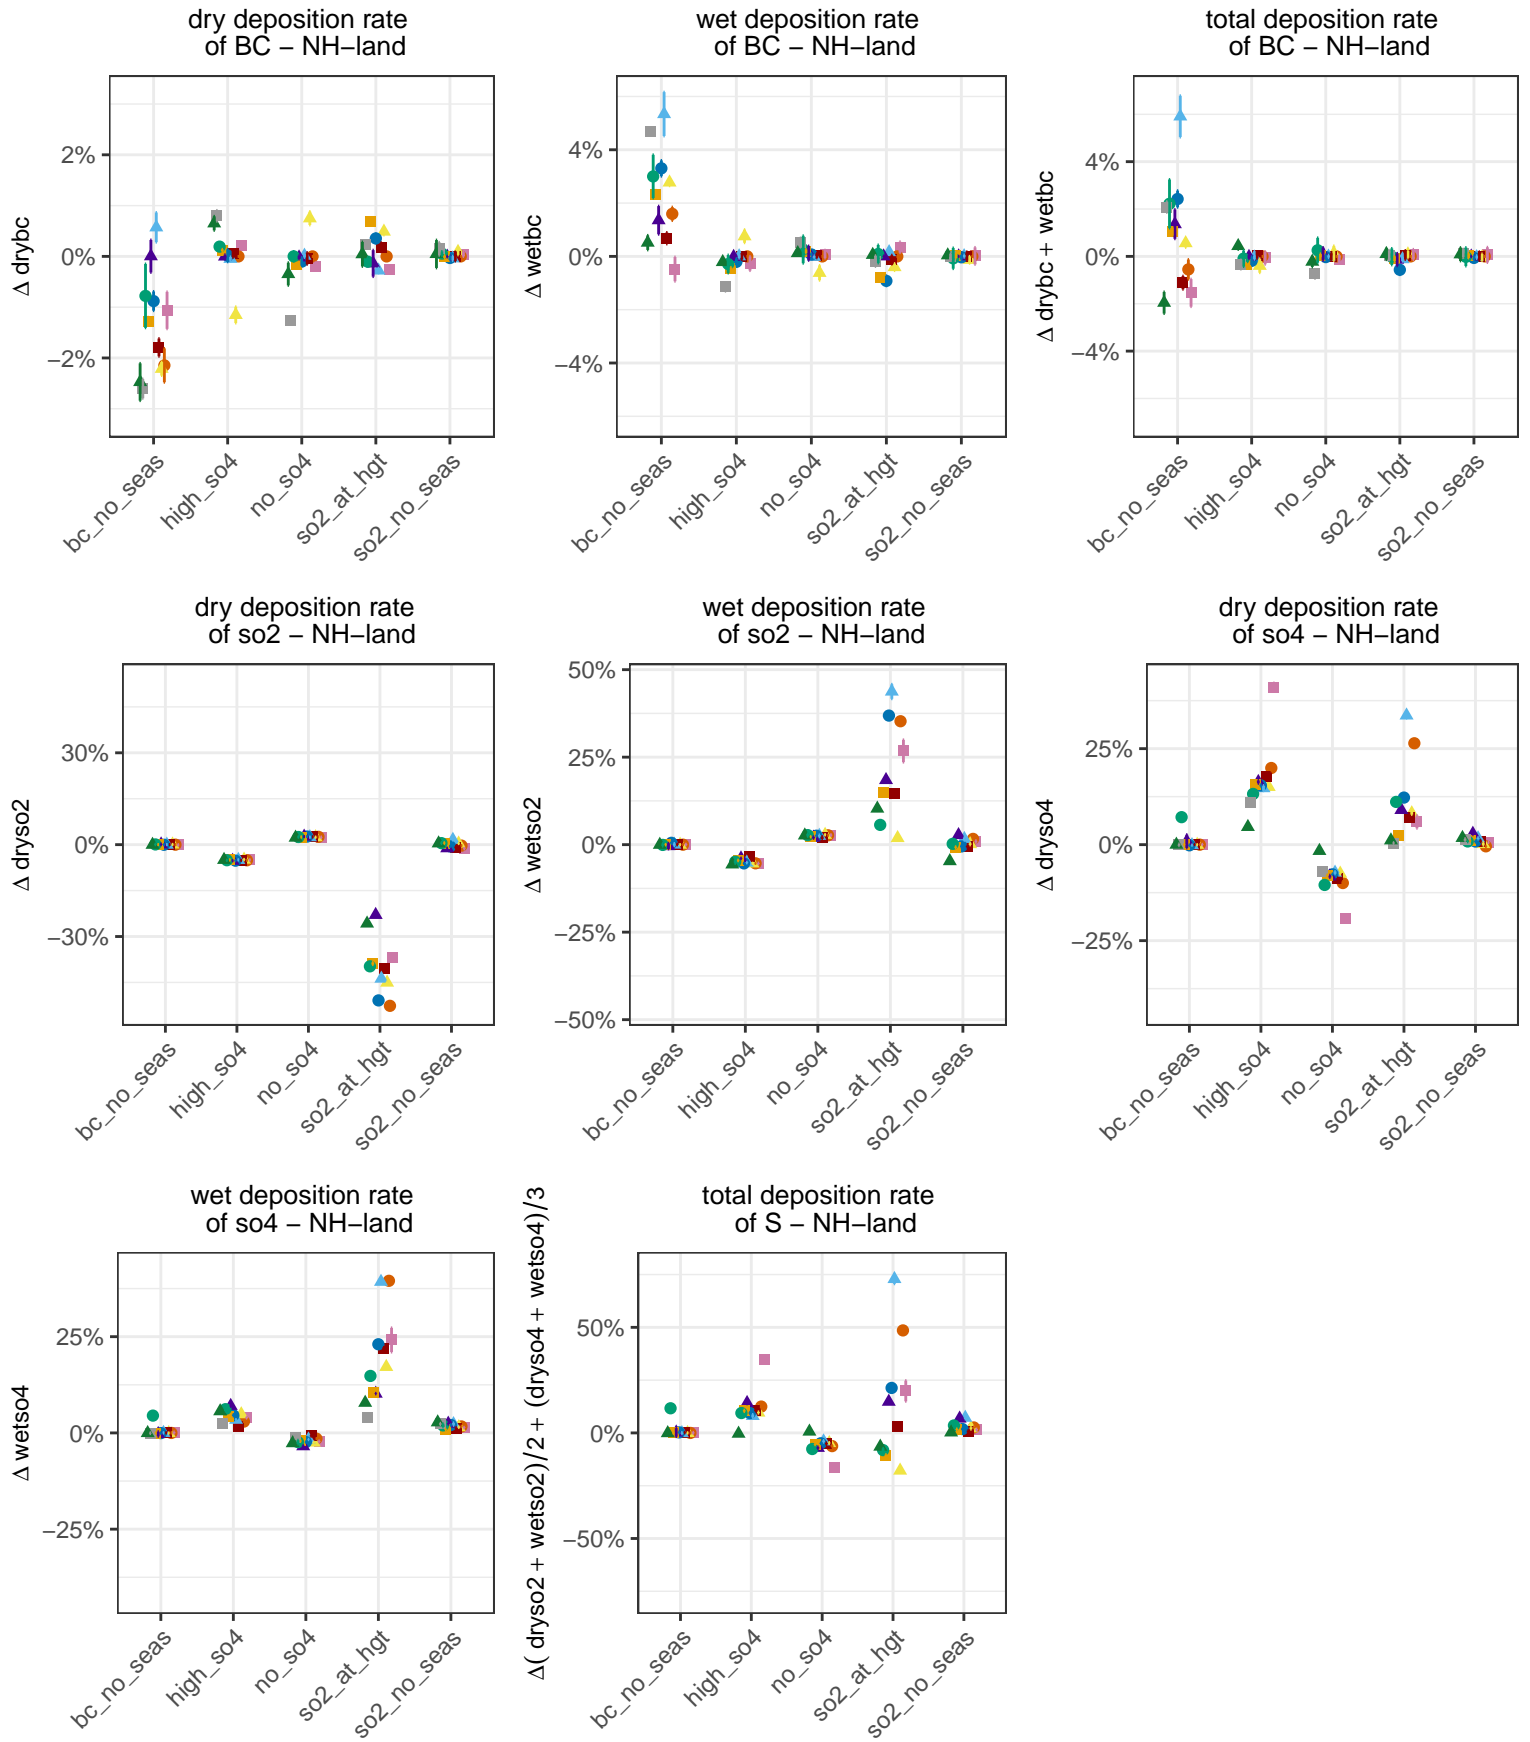 dry deposition rate
of BC − NH−land
wet deposition rate
of BC − NH−land
total deposition rate
of BC − NH−land
Δ drybc
2%
0%
−2%
bc_no_seas
high_so4
no_so4
so2_at_hgt
so2_no_seas
Δ wetbc
4%
0%
−4%
bc_no_seas
high_so4
no_so4
so2_at_hgt
so2_no_seas
Δ drybc + wetbc
4%
0%
−4%
bc_no_seas
high_so4
no_so4
so2_at_hgt
so2_no_seas
dry deposition rate
of so2 − NH−land
wet deposition rate
of so2 − NH−land
dry deposition rate
of so4 − NH−land
Δ dryso2
30%
0%
−30%
bc_no_seas
high_so4
no_so4
so2_at_hgt
so2_no_seas
Δ wetso2
50%
25%
0%
−25%
−50%
bc_no_seas
high_so4
no_so4
so2_at_hgt
so2_no_seas
Δ dryso4
25%
0%
−25%
bc_no_seas
high_so4
no_so4
so2_at_hgt
so2_no_seas
wet deposition rate
of so4 − NH−land
total deposition rate
of S − NH−land
Δ wetso4
25%
0%
−25%
bc_no_seas
high_so4
no_so4
so2_at_hgt
so2_no_seas
Δ( dryso2 + wetso2)/2 + (dryso4 + wetso4)/3
50%
0%
−50%
bc_no_seas
high_so4
no_so4
so2_at_hgt
so2_no_seas